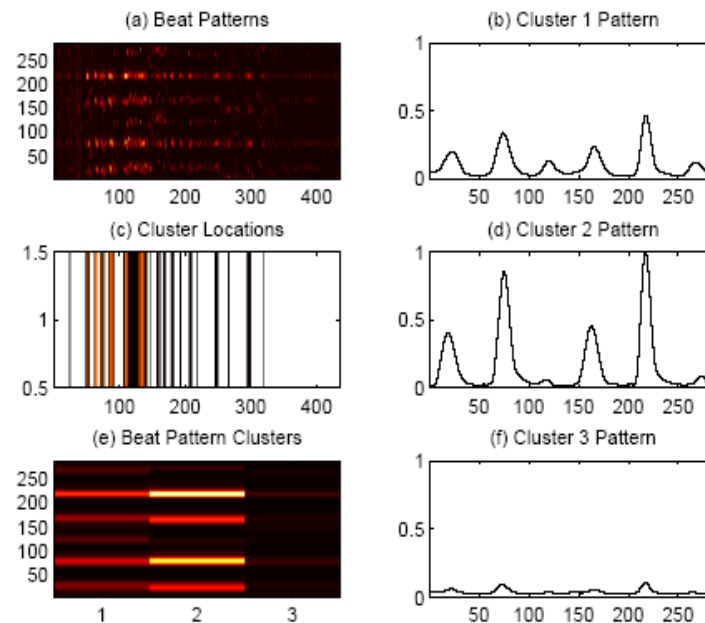 (a) Beat Patterns
250
200
150
100
50
100 200 300 400
(b) Cluster 1 Pattern
1
0.5
0
50 100 150 200 250
(c) Cluster Locations
1.5
1
0.5
100 200 300 400
(d) Cluster 2 Pattern
1
0.5
0
50 100 150 200 250
(e) Beat Pattern Clusters
250
200
150
100
50
1 2 3
(f) Cluster 3 Pattern
1
0.5
0
50 100 150 200 250